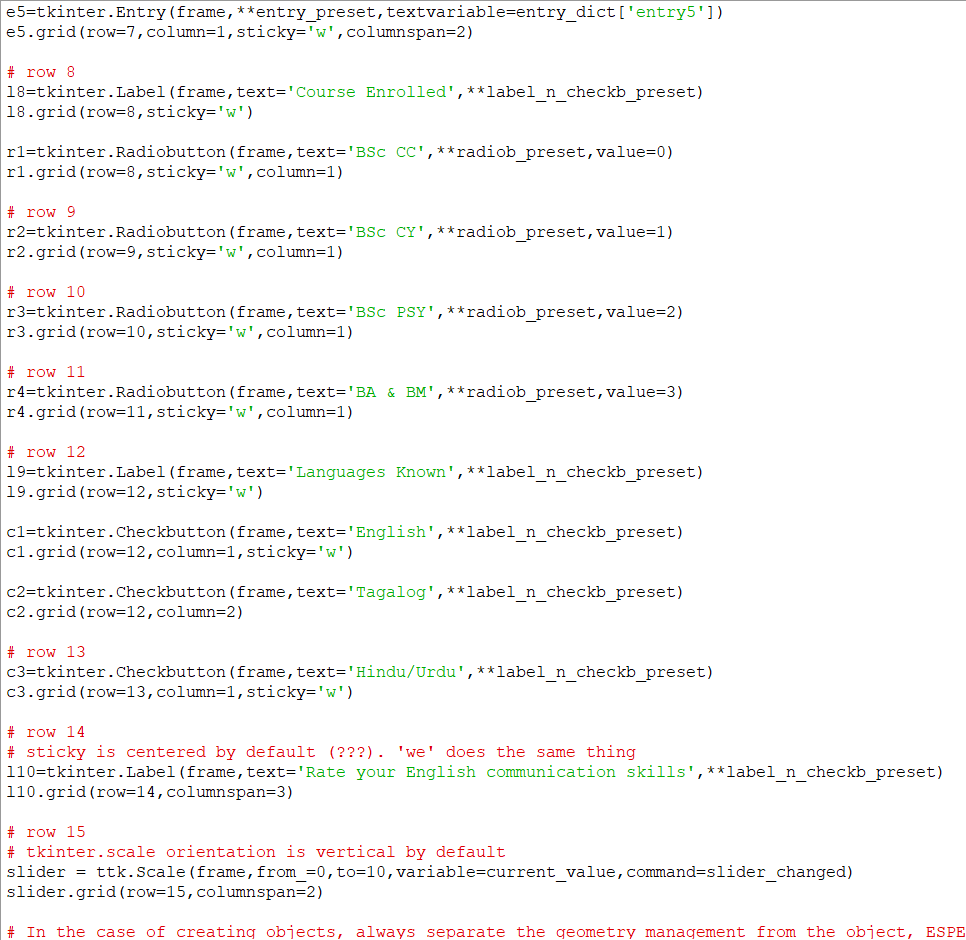 e5=tkinter.Entry(frame,**entry_preset,textvariable=entry_dict['entry5'])
e5.grid(row=7,column=1,sticky='w',columnspan=2)
# row 8
l8=tkinter.Label(frame,text='Course Enrolled',**label_n_checkb_preset)
l8.grid(row=8,sticky='w')
r1=tkinter.Radiobutton(frame,text='BSc CC',**radiob_preset,value=0)
r1.grid(row=8,sticky='w',column=1)
# row 9
r2=tkinter.Radiobutton(frame,text='BSc CY',**radiob_preset,value=1)
r2.grid(row=9,sticky='w',column=1)
# row 10
r3=tkinter.Radiobutton(frame,text='BSc PSY',**radiob_preset,value=2)
r3.grid(row=10,sticky='w',column=1)
# row 11
r4=tkinter.Radiobutton(frame,text='BA & BM',**radiob_preset,value=3)
r4.grid(row=11,sticky='w',column=1)
# row 12
l9=tkinter.Label(frame,text='Languages Known',**label_n_checkb_preset)
l9.grid(row=12,sticky='w')
c1=tkinter.Checkbutton(frame,text='English',**label_n_checkb_preset)
c1.grid(row=12,column=1,sticky='w')
c2=tkinter.Checkbutton(frame,text='Tagalog',**label_n_checkb_preset)
c2.grid(row=12,column=2)
# row 13
c3=tkinter.Checkbutton(frame,text='Hindu/Urdu',**label_n_checkb_preset)
c3.grid(row=13,column=1,sticky='w')
# row 14
# sticky is centered by default (???). 'we' does the same thing
l10=tkinter.Label(frame,text='Rate your English communication skills',**label_n_checkb_preset)
l10.grid(row=14,columnspan=3)
# row 15
# tkinter.scale orientation is vertical by default
slider = ttk.Scale(frame,from_=0,to=10,variable=current_value,command=slider_changed)
slider.grid(row=15,columnspan=2)
# In the case of creating objects, always separate the geometry management from the object, ESPE